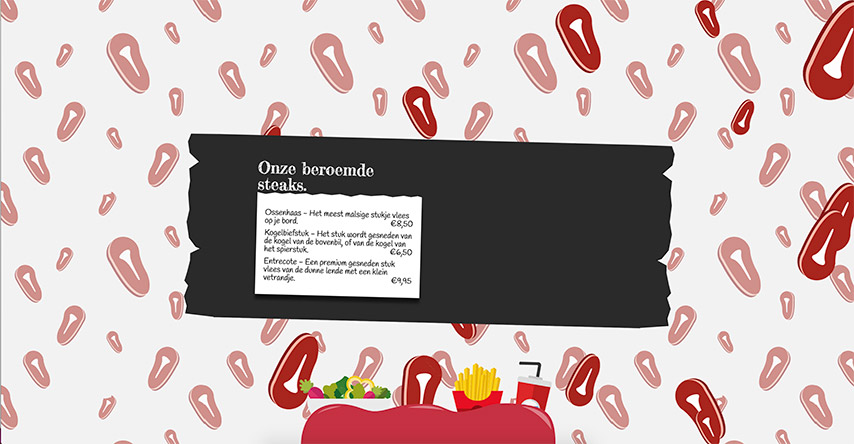 Onze beroemde
steaks.
Ossenhaas – Het meest malsige stukje vlees
op je bord. €8,50
Kogelbiefstuk – Het stuk wordt gesneden van
de kogel van de bovenbil, of van de kogel van
het spierstuk. €6,50
Entrecote – Een premium gesneden stuk
vlees van de dunne lende met een klein
vetrandje. €9,95